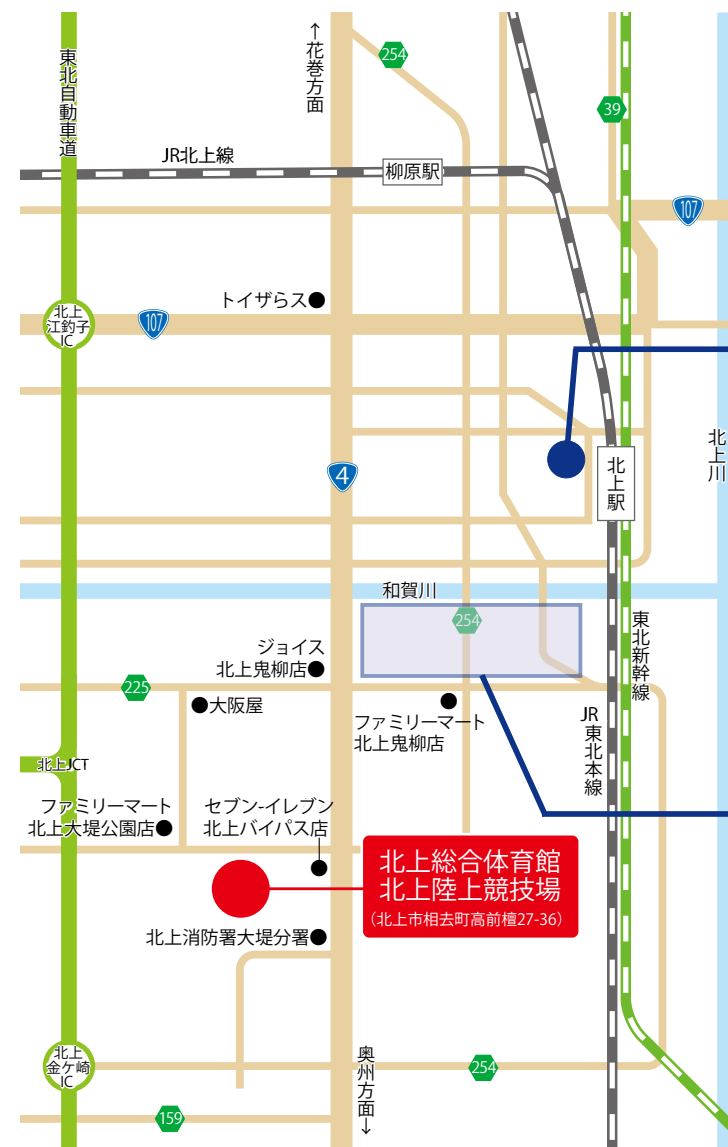 ↑花巻方面
254
39
東北自動車道
JR北上線
柳原駅
107
トイザらス
北上
江釣子
IC
107
北上川
4
北上駅
和賀川
254
東北新幹線
ジョイス
北上鬼柳店
225
大阪屋
ファミリーマート
北上鬼柳店
JR東北本線
北上JCT
ファミリーマート
北上大堤公園店
セブン-イレブン
北上バイパス店
北上総合体育館
北上陸上競技場
(北上市相去町高前檀27-36)
北上消防署大堤分署
北上
金ケ崎
IC
奥州方面↓
254
159